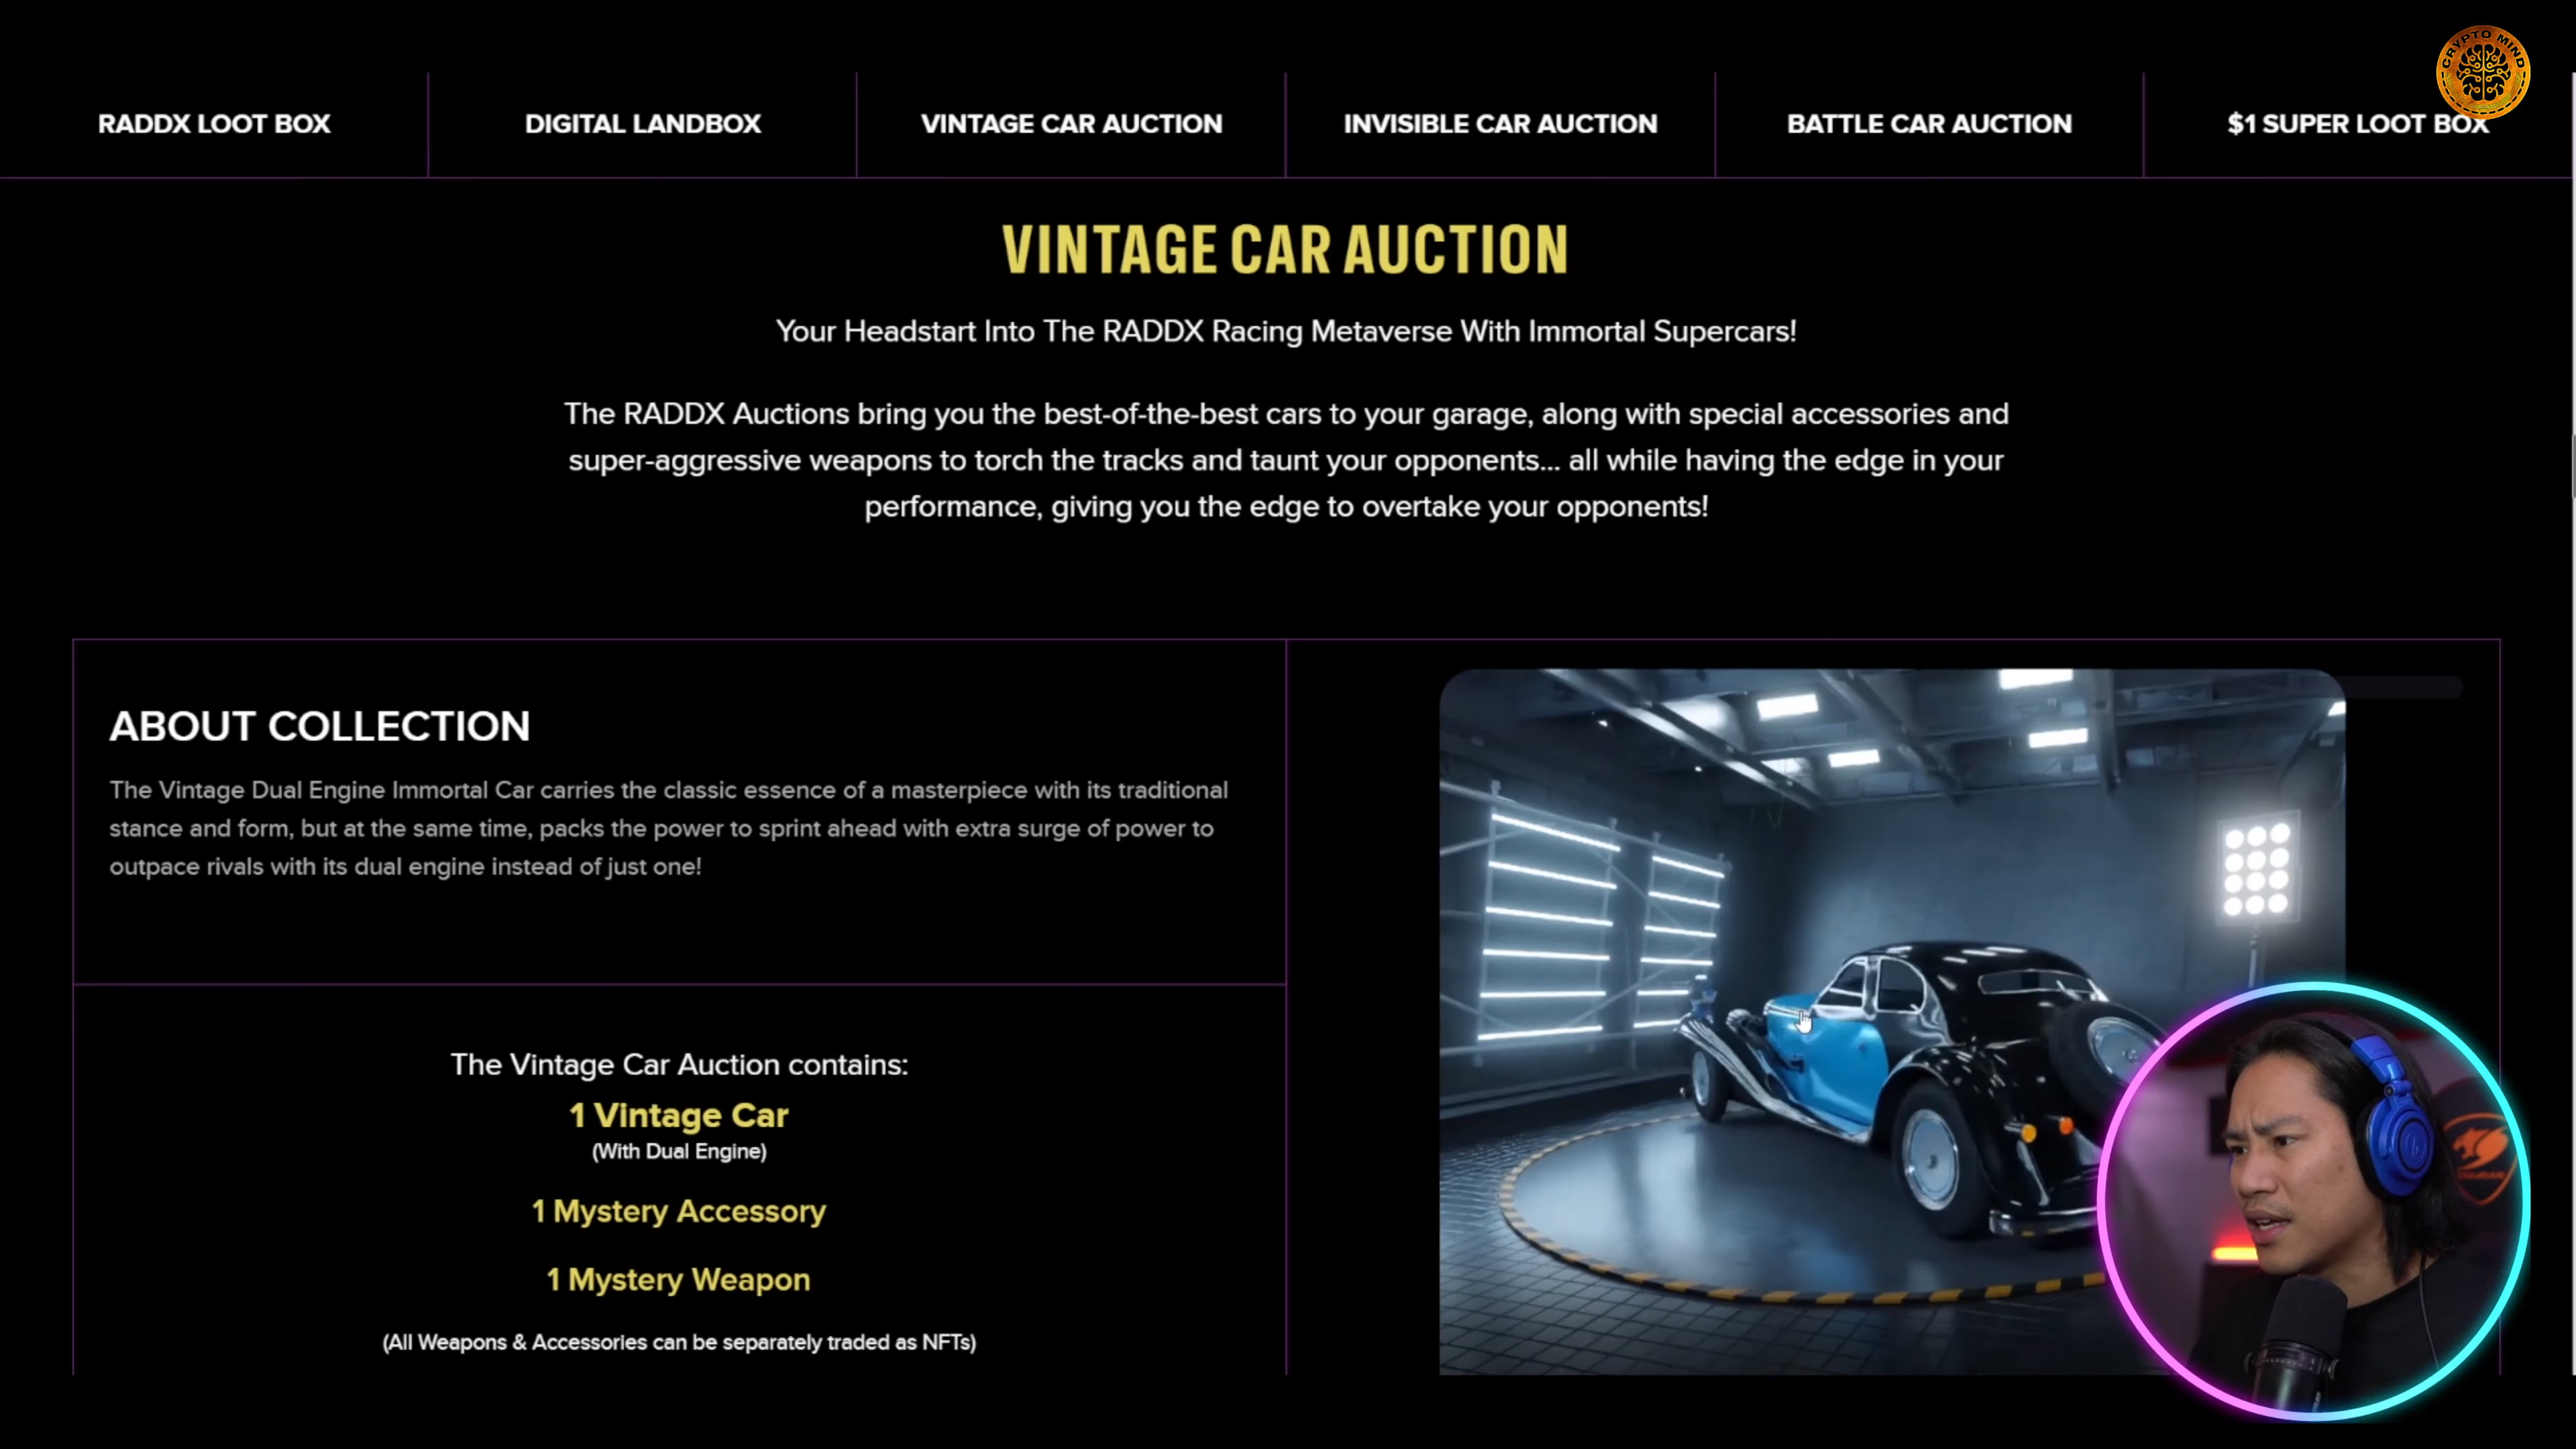 CRYPTO MIND
RADDX LOOT BOX
DIGITAL LANDBOX
VINTAGE CAR AUCTION
INVISIBLE CAR AUCTION
BATTLE CAR AUCTION
$1 SUPER LOOT BOX
VINTAGE CAR AUCTION
Your Headstart Into The RADDX Racing Metaverse With Immortal Supercars!
The RADDX Auctions bring you the best-of-the-best cars to your garage, along with special accessories and
super-aggressive weapons to torch the tracks and taunt your opponents... all while having the edge in your
performance, giving you the edge to overtake your opponents!
ABOUT COLLECTION
The Vintage Dual Engine Immortal Car carries the classic essence of a masterpiece with its traditional
stance and form, but at the same time, packs the power to sprint ahead with extra surge of power to
outpace rivals with its dual engine instead of just one!
The Vintage Car Auction contains:
1 Vintage Car
(With Dual Engine)
1 Mystery Accessory
1 Mystery Weapon
(All Weapons & Accessories can be separately traded as NFTs)